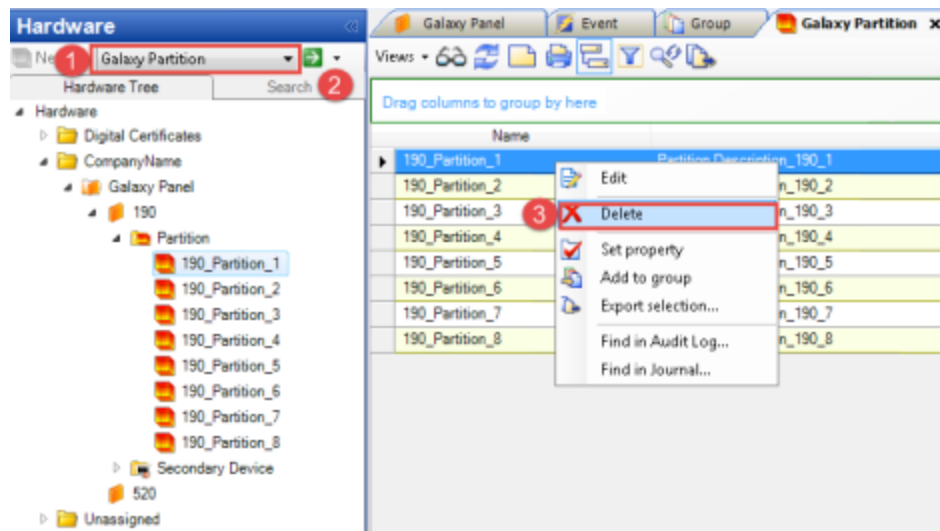 Hardware
Ne 1 Galaxy Partition
Hardware Tree Search 2
Hardware
Digital Certificates
CompanyName
Galaxy Panel
190
Partition
190_Partition_1
190_Partition_2
190_Partition_3
190_Partition_4
190_Partition_5
190_Partition_6
190_Partition_7
190_Partition_8
Secondary Device
520
Unassigned
Galaxy Panel Event Group Galaxy Partition x
Views
Drag columns to group by here
Name
190_Partition_1 Partition Description_190_1
190_Partition_2 n_190_2
190_Partition_3 n_190_3
190_Partition_4 n_190_4
190_Partition_5 n_190_5
190_Partition_6 n_190_6
190_Partition_7 n_190_7
190_Partition_8 n_190_8
Edit
3 Delete
Set property
Add to group
Export selection...
Find in Audit Log...
Find in Journal...